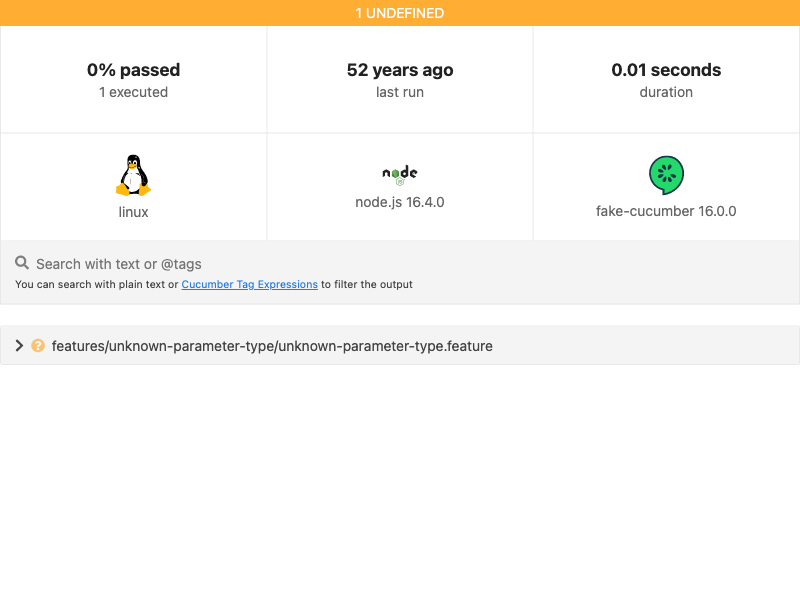 1 UNDEFINED
0% passed
1 executed
52 years ago
last run
0.01 seconds
duration
linux
node
node.js 16.4.0
fake-cucumber 16.0.0
Search with text or @tags
You can search with plain text or Cucumber Tag Expressions to filter the output
features/unknown-parameter-type/unknown-parameter-type.feature